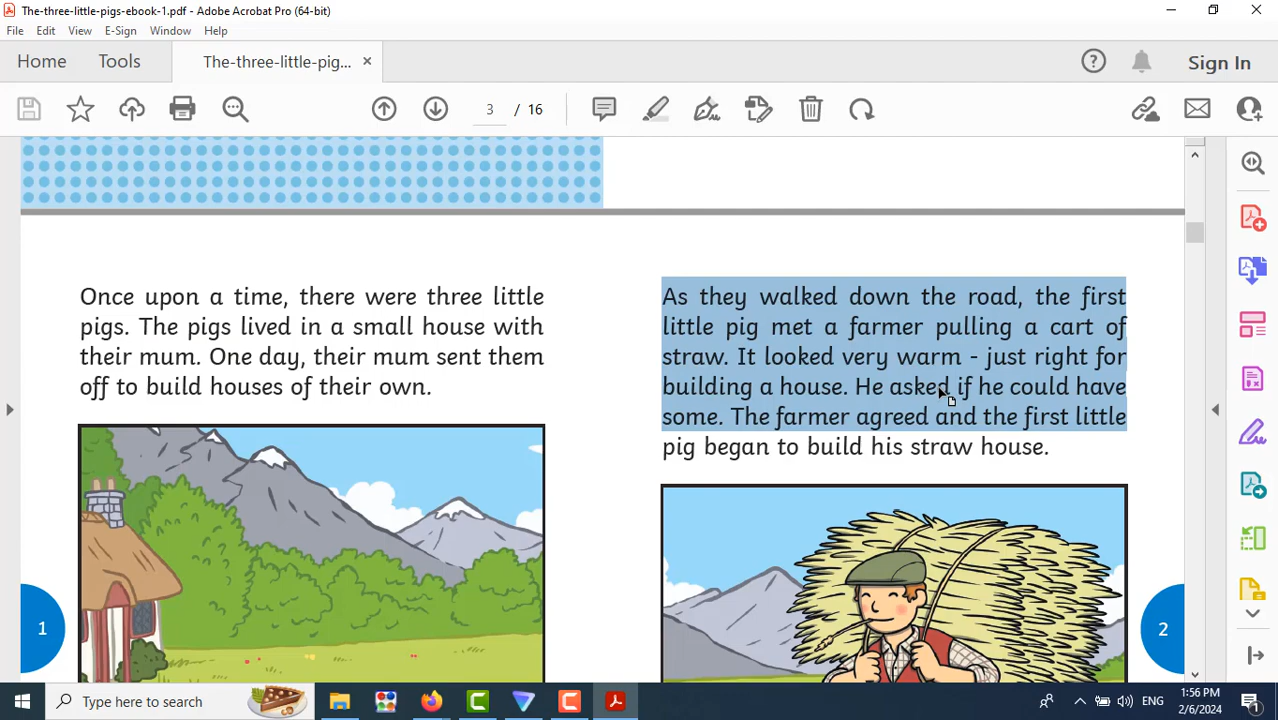 The-three-little-pigs-ebook-1.pdf - Adobe Acrobat Pro (64-bit)
File Edit View E-Sign Window Help
Home Tools The-three-little-pig... × Sign In
3 / 16
Once upon a time, there were three little
pigs. The pigs lived in a small house with
their mum. One day, their mum sent them
off to build houses of their own.
1
As they walked down the road, the first
little pig met a farmer pulling a cart of
straw. It looked very warm - just right for
building a house. He asked if he could have
some. The farmer agreed and the first little
pig began to build his straw house.
2
Type here to search
ENG
1:56 PM
2/6/2024
1